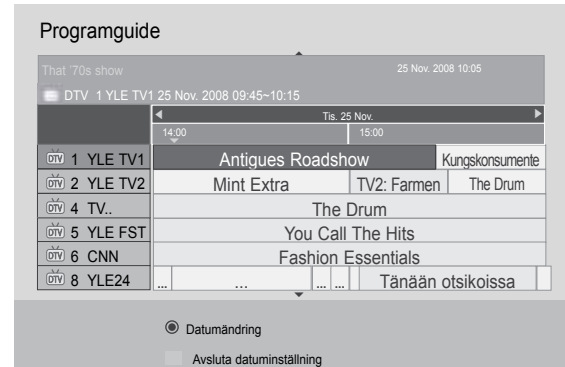 Programguide
That '70s show 25 Nov. 2008 10:05
DTV 1 YLE TV1 25 Nov. 2008 09:45~10:15
Tis. 25 Nov.
14:00 15:00
DTV 1 YLE TV1 Antigues Roadshow Kungskonsumente
DTV 2 YLE TV2 Mint Extra TV2: Farmen The Drum
DTV 4 TV.. The Drum
DTV 5 YLE FST You Call The Hits
DTV 6 CNN Fashion Essentials
DTV 8 YLE24 ... ... ... ... Tänään otsikoissa
Datumändring
Avsluta datuminställning